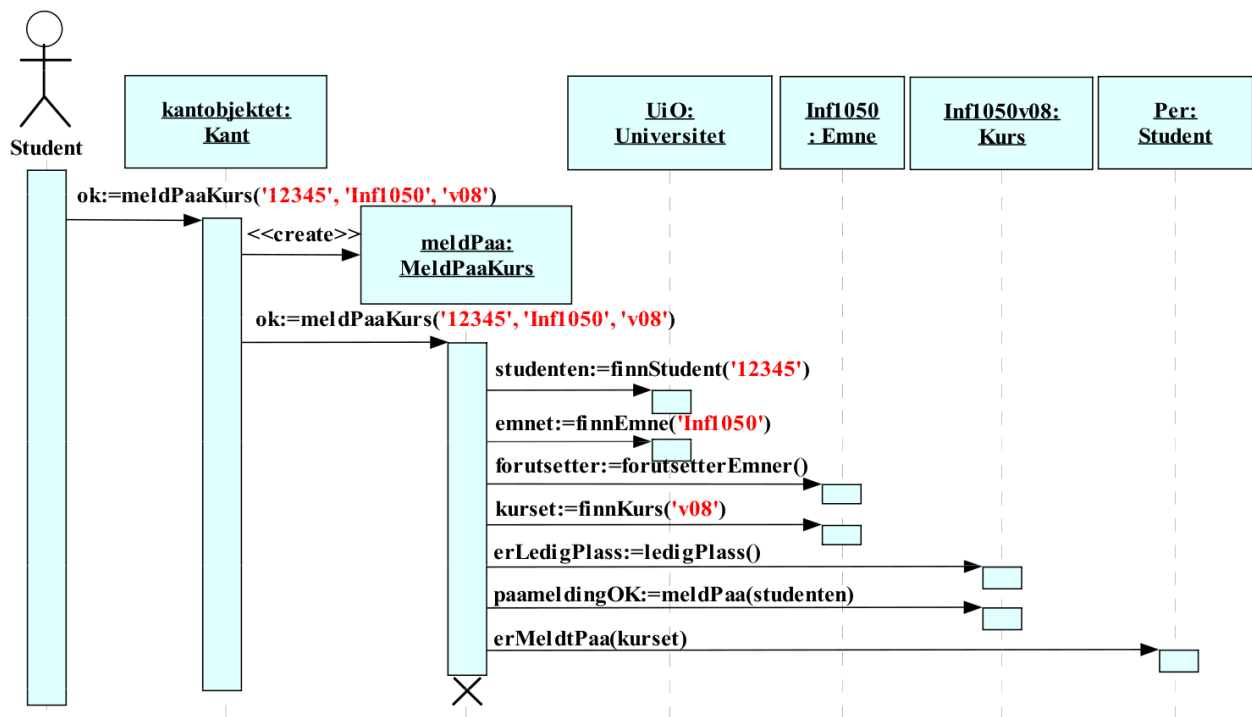 Student
kantobjektet:
Kant
UiO:
Universitet
Inf1050
: Emne
Inf1050v08:
Kurs
Per:
Student
ok:=meldPaaKurs('12345', 'Inf1050', 'v08')
<<create>>
meldPaa:
MeldPaaKurs
ok:=meldPaaKurs('12345', 'Inf1050, 'v08')
studenten:=finnStudent('12345')
emnet:=finnEmne('Inf1050')
forutsetter:=forutsetterEmner()
kurset:=finnKurs('v08')
erLedigPlass:=ledigPlass()
paameldingOK:=meldPaa(studenten)
erMeldtPaa(kurset)